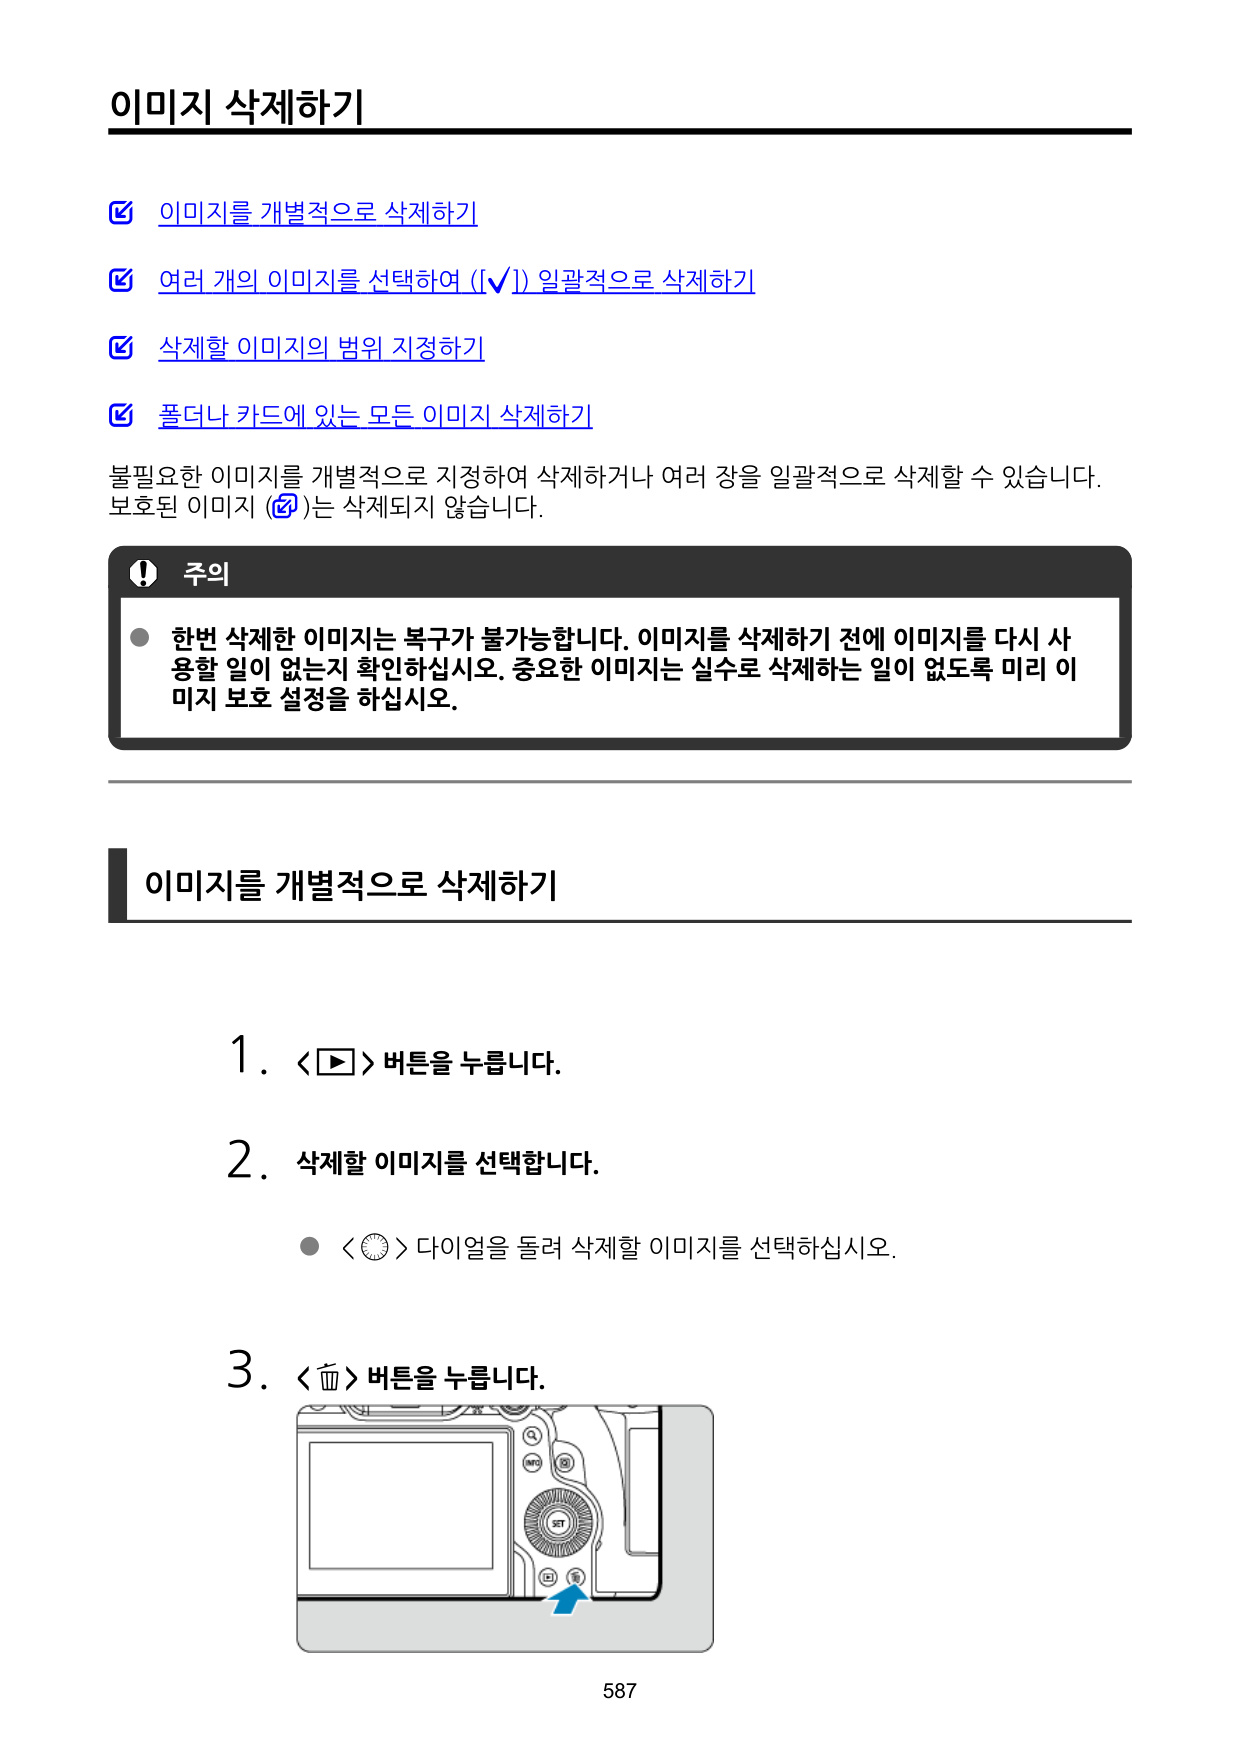 이미지 삭제하기
이미지를 개별적으로 삭제하기
여러 개의 이미지를 선택하여 ([✓]) 일괄적으로 삭제하기
삭제할 이미지의 범위 지정하기
폴더나 카드에 있는 모든 이미지 삭제하기
불필요한 이미지를 개별적으로 지정하여 삭제하거나 여러 장을 일괄적으로 삭제할 수 있습니다.
보호된 이미지 ( )는 삭제되지 않습니다.
주의
● 한번 삭제한 이미지는 복구가 불가능합니다. 이미지를 삭제하기 전에 이미지를 다시 사
용할 일이 없는지 확인하십시오. 중요한 이미지는 실수로 삭제하는 일이 없도록 미리 이
미지 보호 설정을 하십시오.
이미지를 개별적으로 삭제하기
1. < > 버튼을 누릅니다.
2. 삭제할 이미지를 선택합니다.
● < > 다이얼을 돌려 삭제할 이미지를 선택하십시오.
3. < > 버튼을 누릅니다.
INFO
SET
587